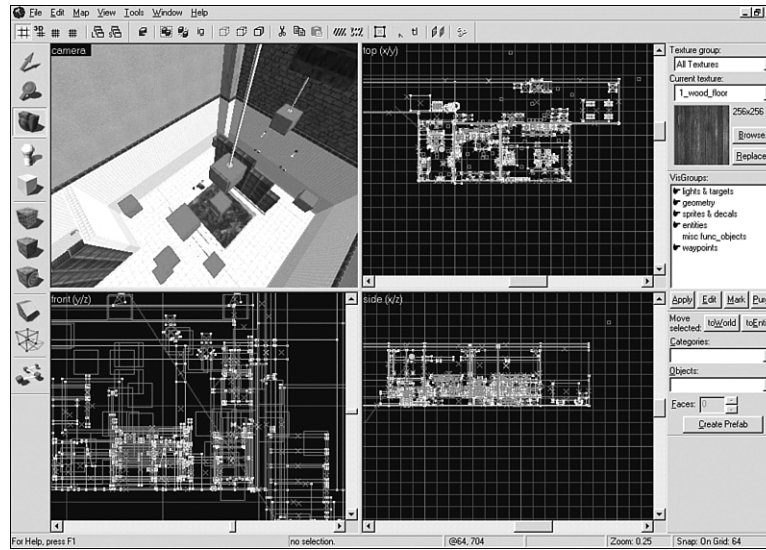 File Edit Map View Tools Window Help
camera
top (x/y)
Texture group:
All Textures
Current texture:
1_wood_floor
256x256
Browse.
Replace
VisGroups:
lights & targets
geometry
sprites & decals
entities
misc func_objects
waypoints
front (y/z)
side (x/z)
Apply Edit Mark Pur
Move
selected: toWorld toEnti
Categories:
Objects:
Faces: 0
Create Prefab
For Help, press F1
no selection.
@64, 704
Zoom: 0.25
Snap: On Grid: 64